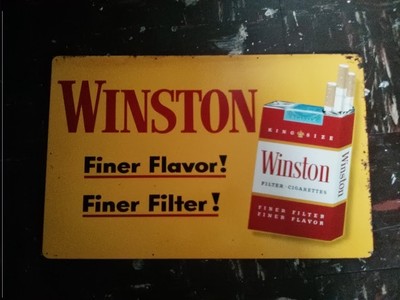 WINSTON
Finer Flavor!
Finer Filter!
KING SIZE
Winston
FILTER · CIGARETTES
FINER FILTER
FINER FLAVOR
Winston